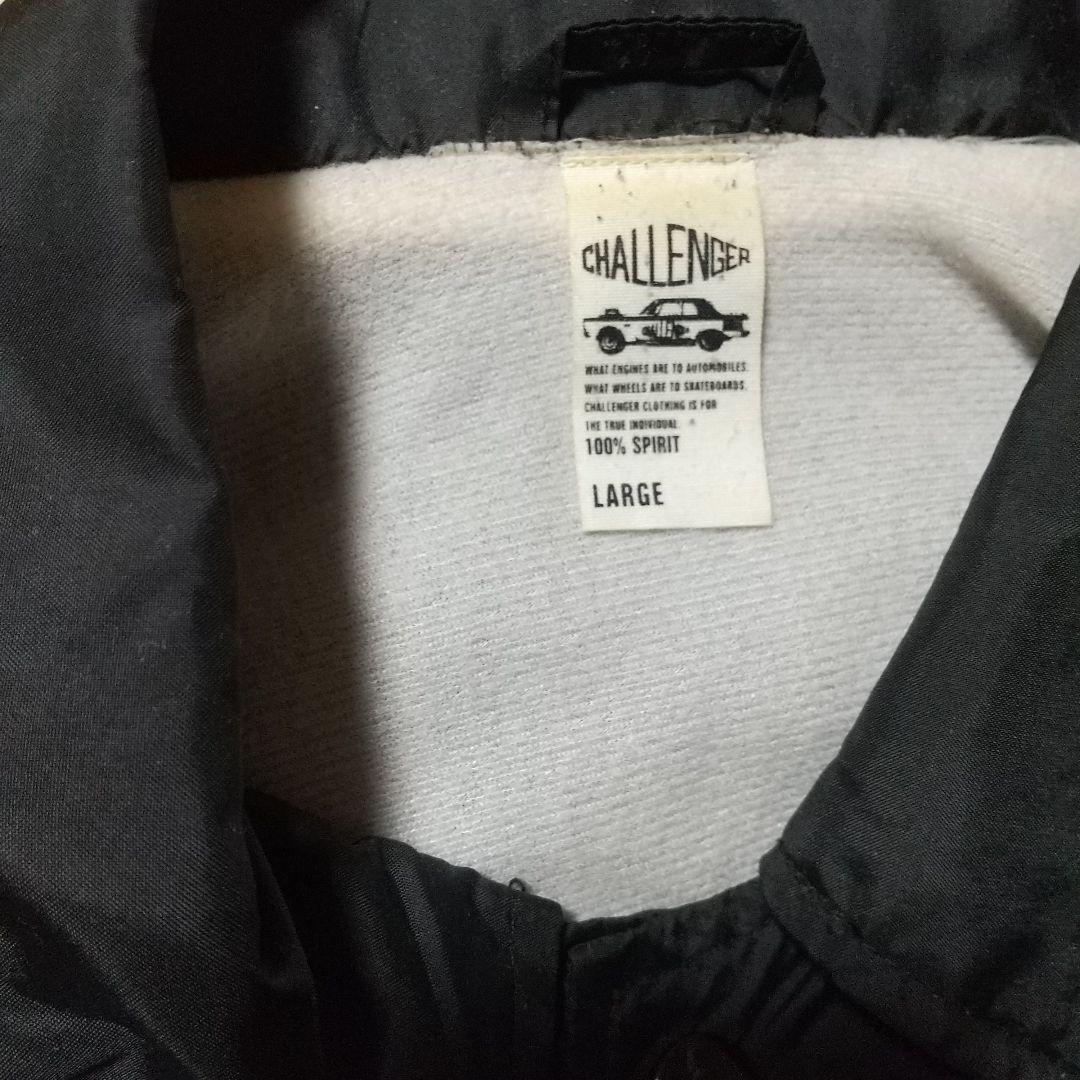 CHALLENGER
WHAT ENGINES ARE TO AUTOMOBILES.
WHAT WHEELS ARE TO SKATEBOARDS.
CHALLENGER CLOTHING IS FOR
THE TRUE INDIVIDUAL.
100% SPIRIT
LARGE